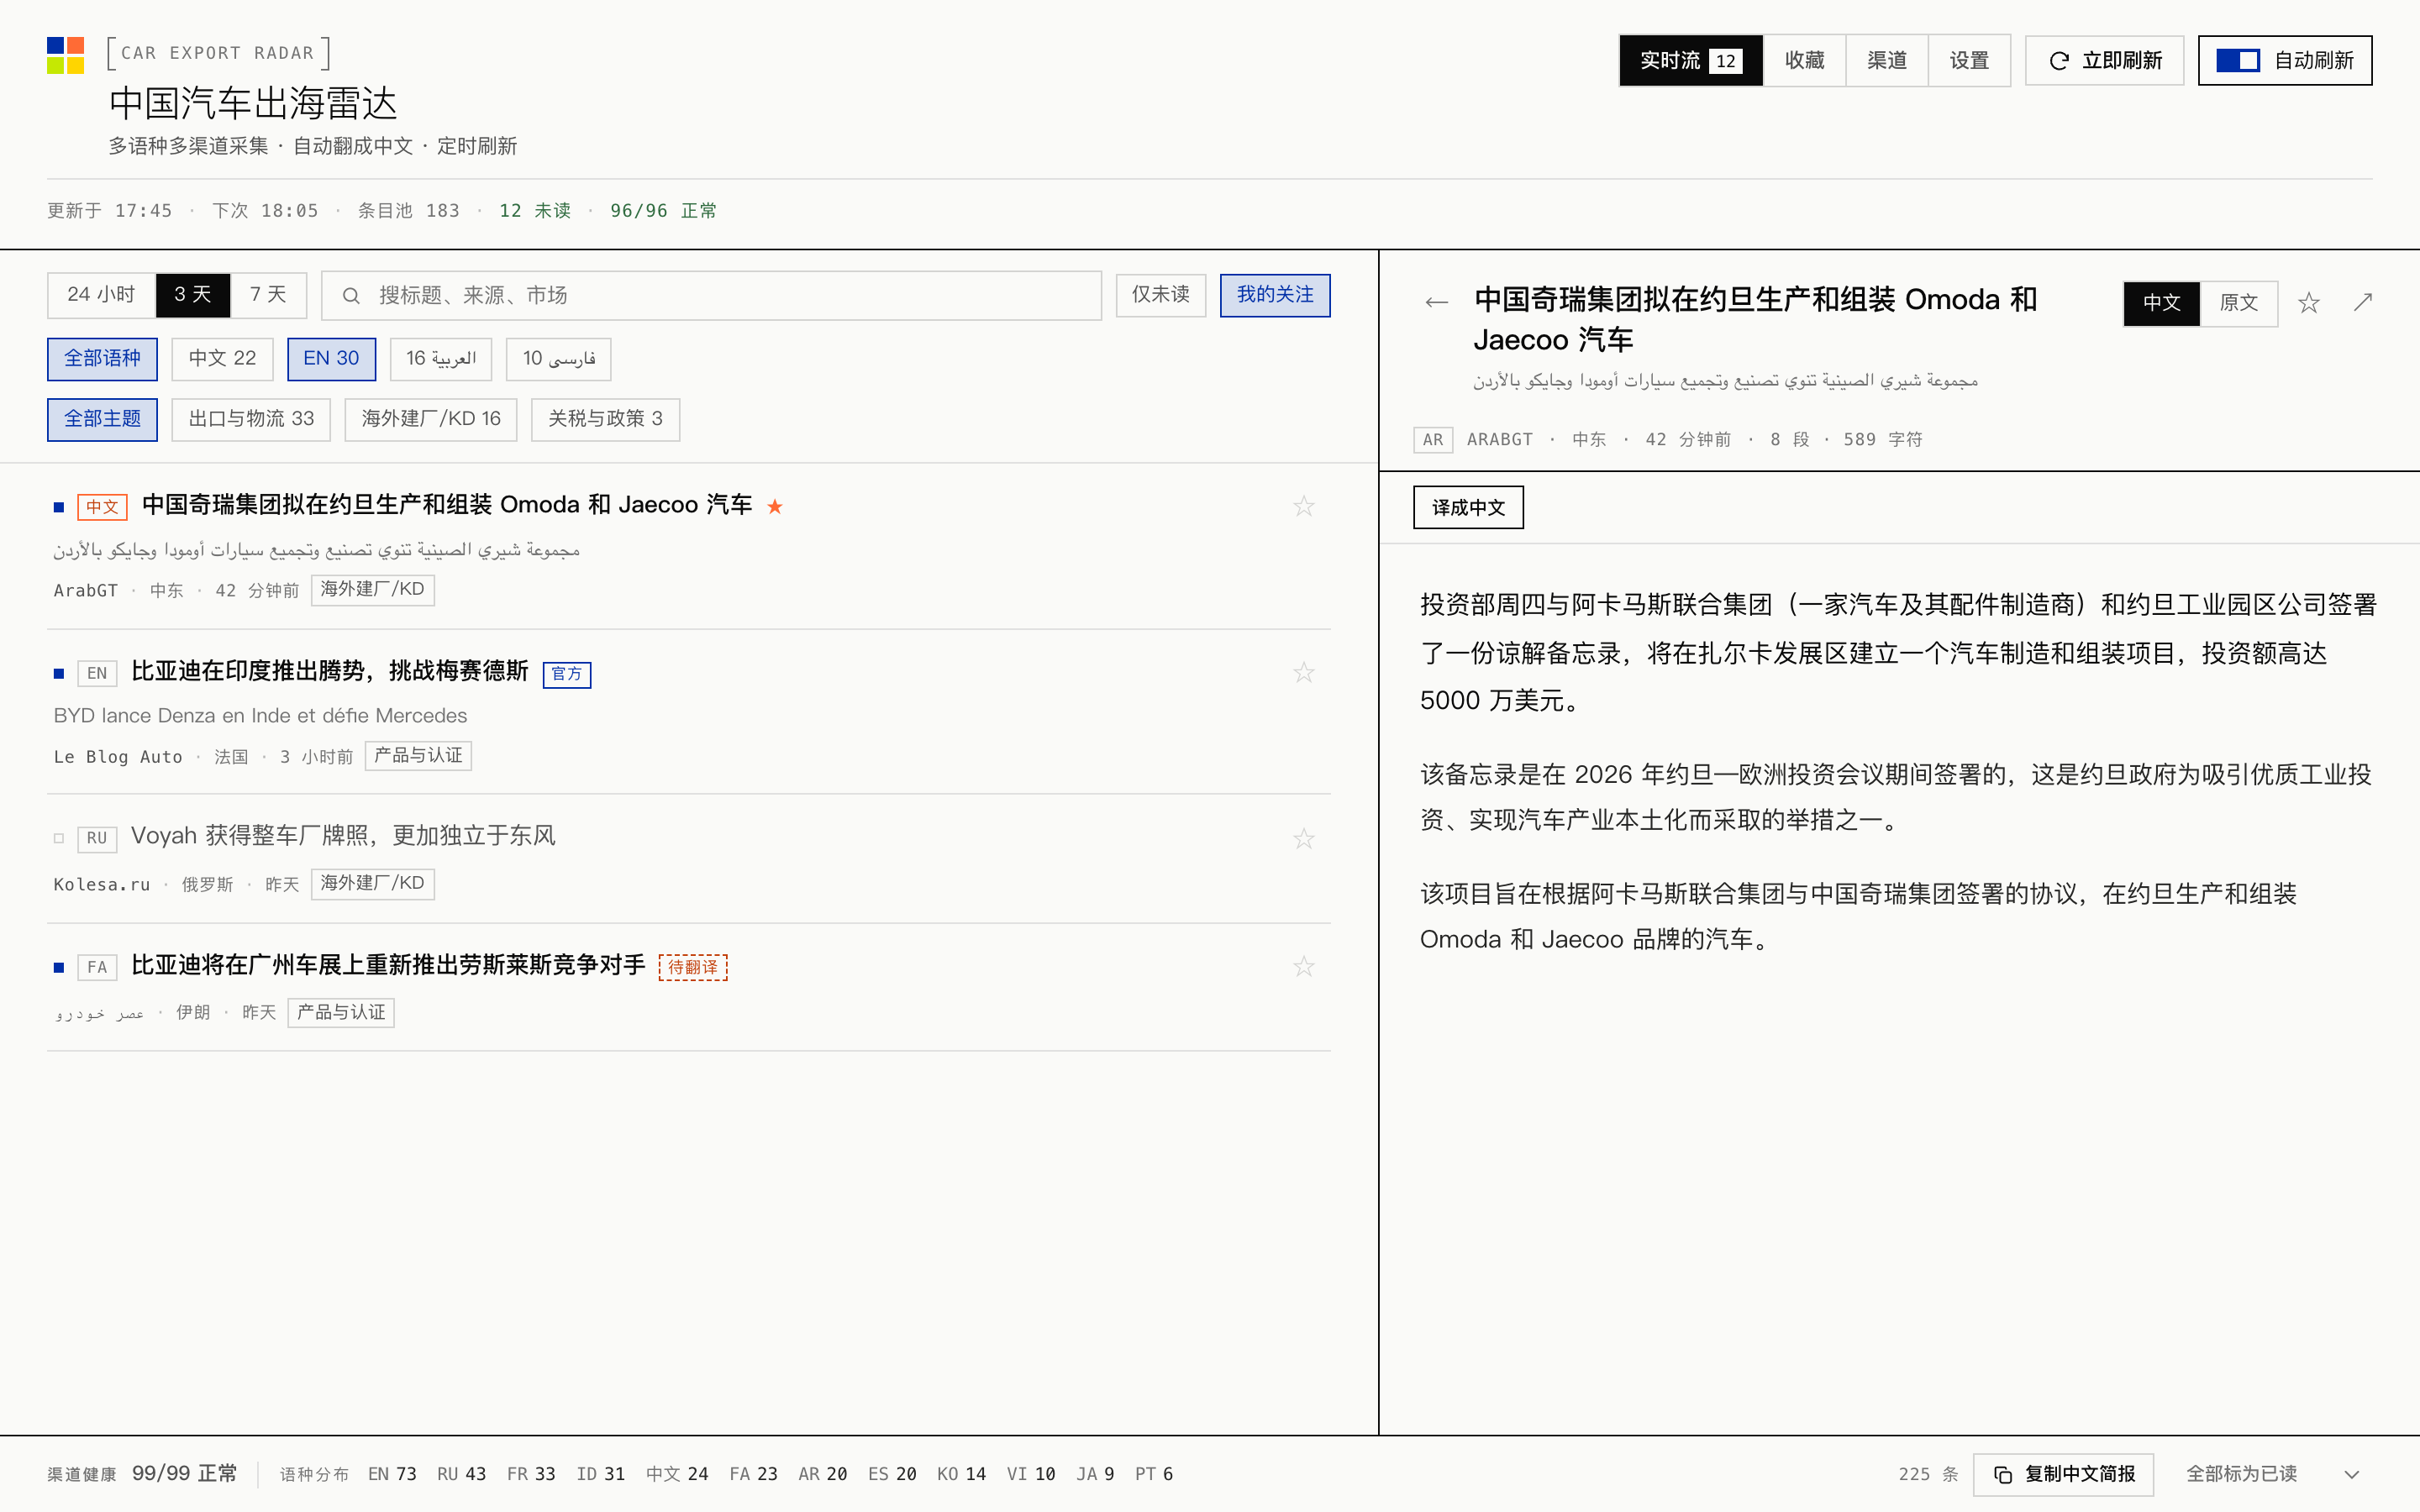 CAR EXPORT RADAR
中国汽车出海雷达
多语种多渠道采集 · 自动翻成中文 · 定时刷新
实时流 12 收藏 渠道 设置 立即刷新 自动刷新
更新于 17:45 · 下次 18:05 · 条目池 183 · 12 未读 · 96/96 正常
24 小时 3 天 7 天 搜标题、来源、市场 仅未读 我的关注
全部语种 中文 22 EN 30 العربية 16 فارسی 10
全部主题 出口与物流 33 海外建厂/KD 16 关税与政策 3
中文 中国奇瑞集团拟在约旦生产和组装 Omoda 和 Jaecoo 汽车 ★ ☆
مجموعة شيري الصينية تنوي تصنيع وتجميع سيارات أومودا وجايكو بالأردن
ArabGT · 中东 · 42 分钟前 海外建厂/KD
EN 比亚迪在印度推出腾势，挑战梅赛德斯 官方 ☆
BYD lance Denza en Inde et défie Mercedes
Le Blog Auto · 法国 · 3 小时前 产品与认证
RU Voyah 获得整车厂牌照，更加独立于东风 ☆
Kolesa.ru · 俄罗斯 · 昨天 海外建厂/KD
FA 比亚迪将在广州车展上重新推出劳斯莱斯竞争对手 待翻译 ☆
عصر خودرو · 伊朗 · 昨天 产品与认证
← 中国奇瑞集团拟在约旦生产和组装 Omoda 和
Jaecoo 汽车
中文 原文 ☆ ↗
مجموعة شيري الصينية تنوي تصنيع وتجميع سيارات أومودا وجايكو بالأردن
AR ARABGT · 中东 · 42 分钟前 · 8 段 · 589 字符
译成中文
投资部周四与阿卡马斯联合集团（一家汽车及其配件制造商）和约旦工业园区公司签署
了一份谅解备忘录，将在扎尔卡发展区建立一个汽车制造和组装项目，投资额高达
5000 万美元。
该备忘录是在 2026 年约旦—欧洲投资会议期间签署的，这是约旦政府为吸引优质工业投
资、实现汽车产业本土化而采取的举措之一。
该项目旨在根据阿卡马斯联合集团与中国奇瑞集团签署的协议，在约旦生产和组装
Omoda 和 Jaecoo 品牌的汽车。
渠道健康 99/99 正常 语种分布 EN 73 RU 43 FR 33 ID 31 中文 24 FA 23 AR 20 ES 20 KO 14 VI 10 JA 9 PT 6
225 条 复制中文简报 全部标为已读